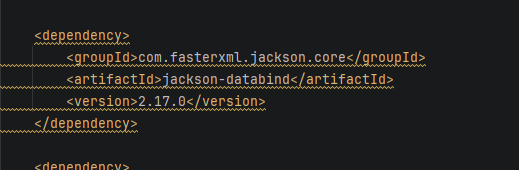 <dependency>
<groupId>com.fasterxml.jackson.core</groupId>
<artifactId>jackson-databind</artifactId>
<version>2.17.0</version>
</dependency>
<dependency>